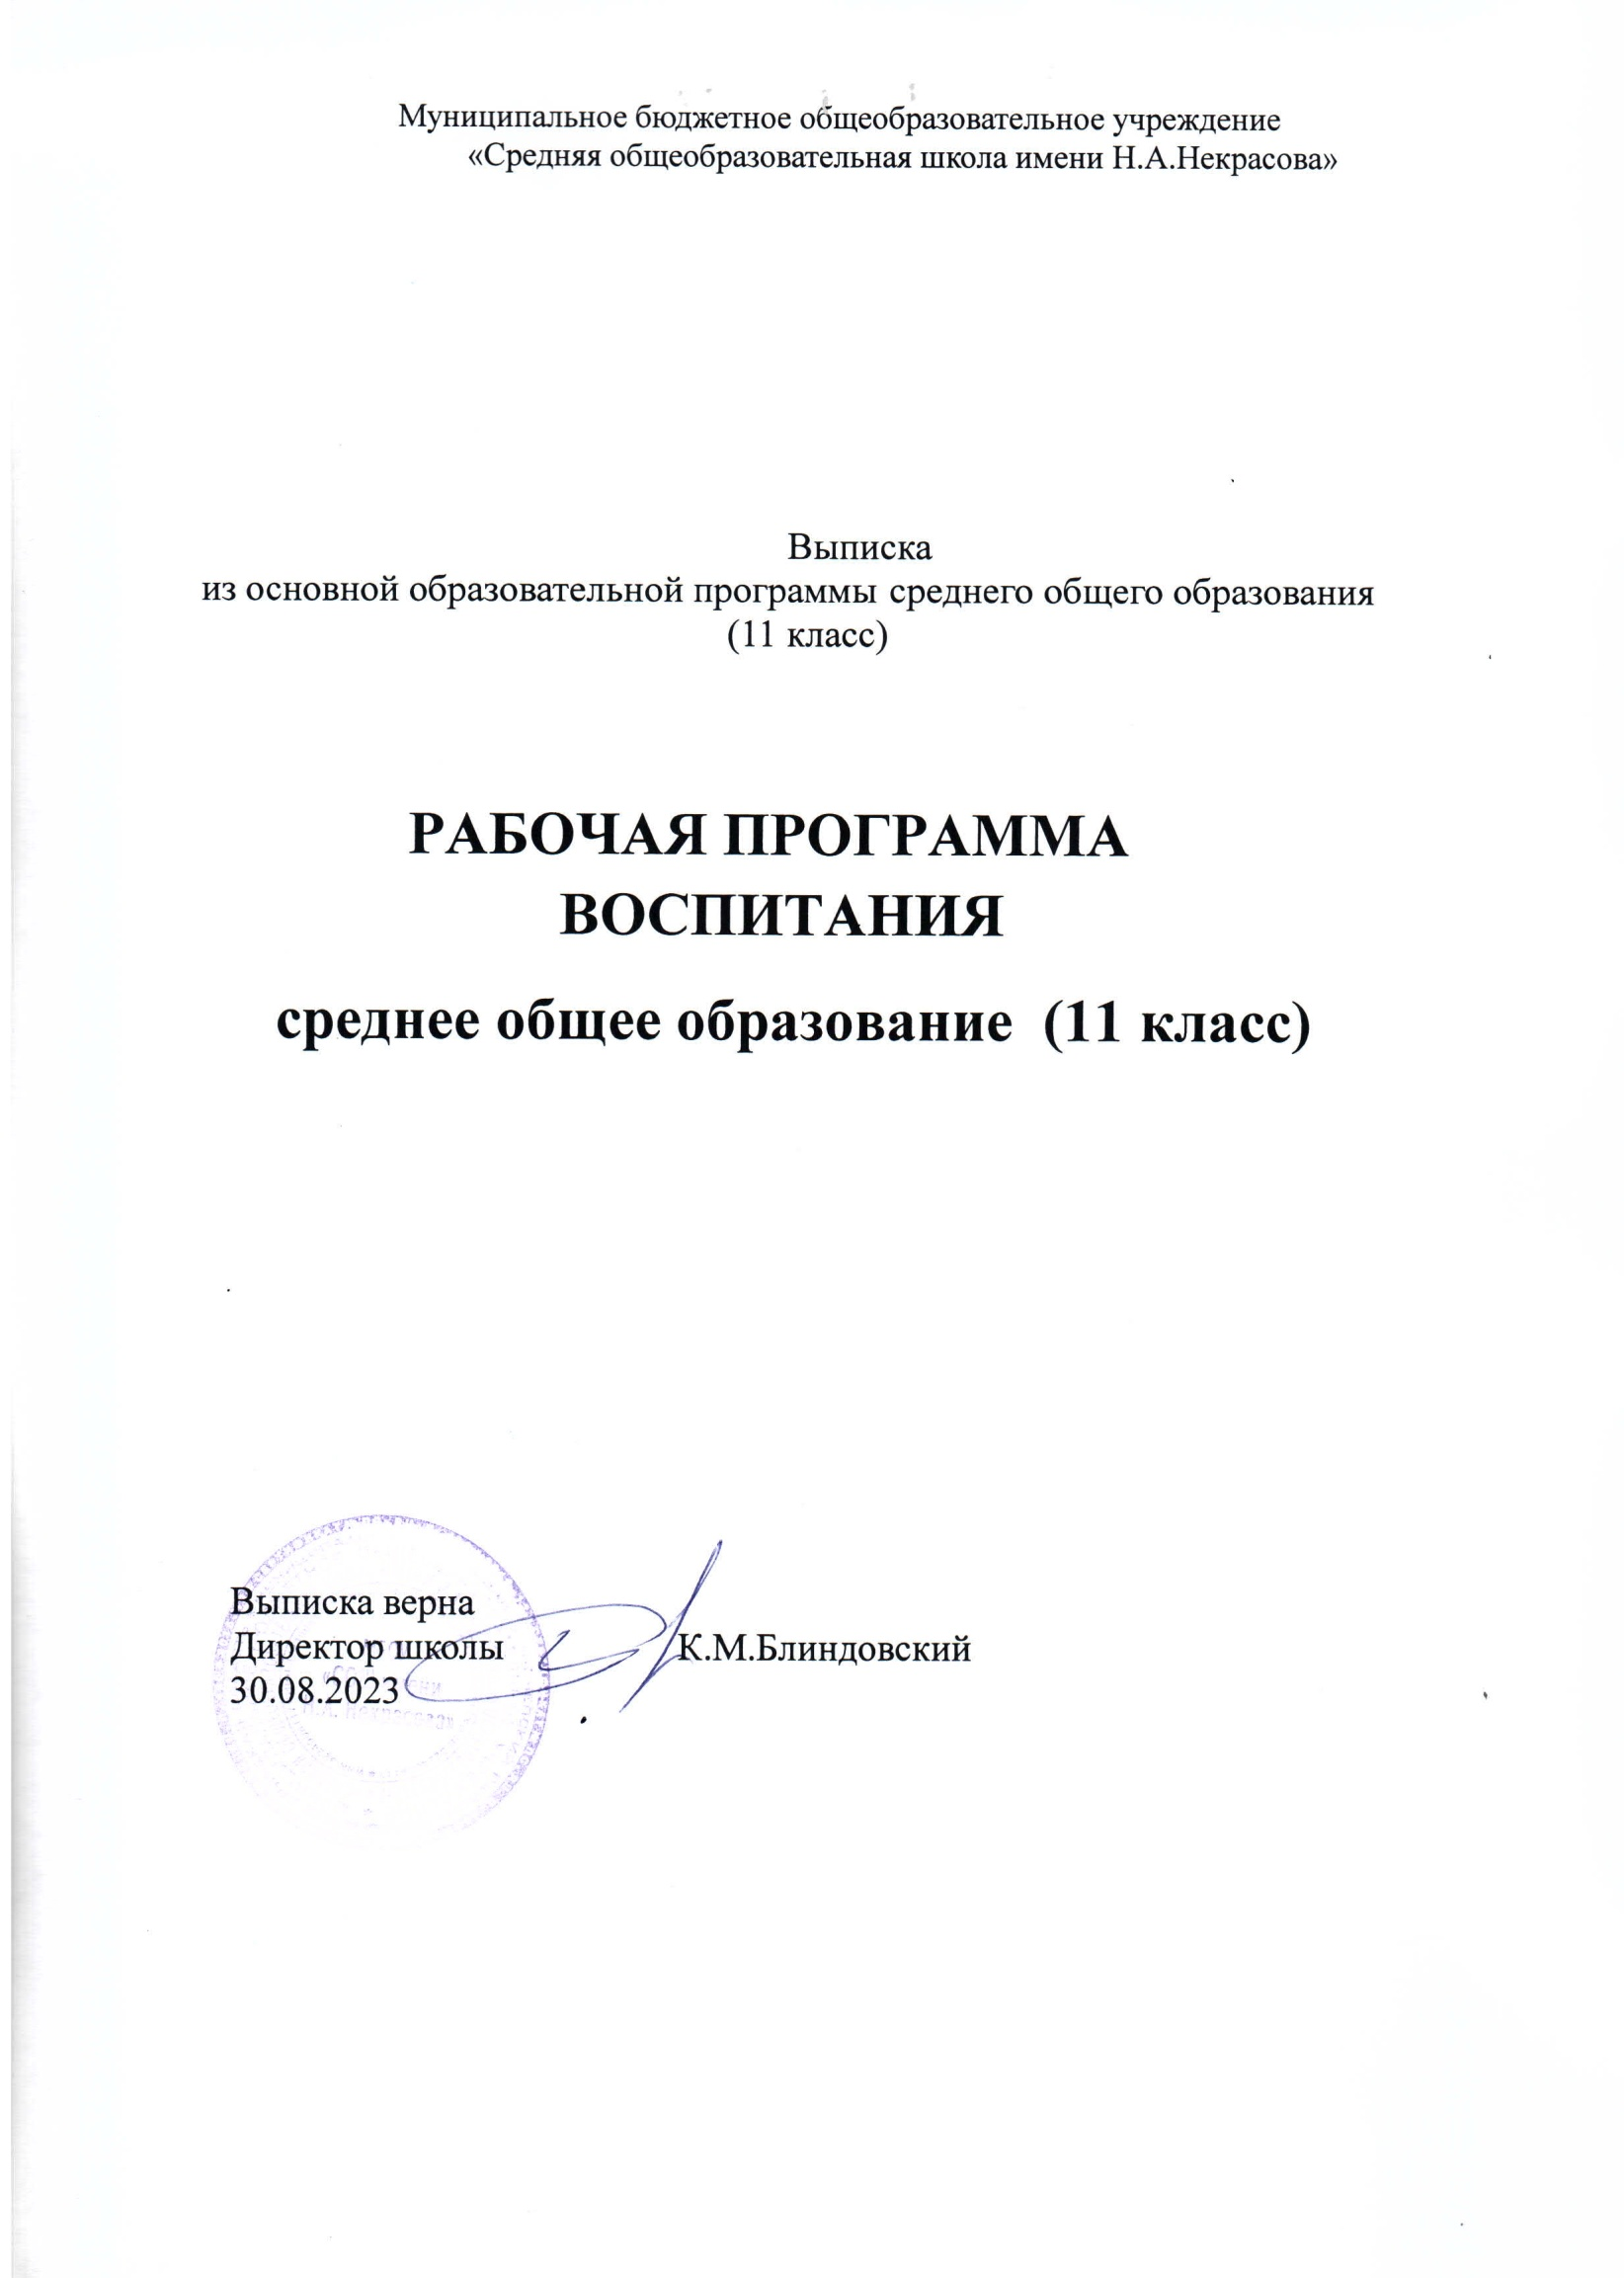 Муниципальное бюджетное общеобразовательное учреждение
«Средняя общеобразовательная школа имени Н.А.Некрасова»
Выписка
из основной образовательной программы среднего общего образования
(11 класс)
РАБОЧАЯ ПРОГРАММА
ВОСПИТАНИЯ
среднее общее образование (11 класс)
Выписка верна
Директор школы К.М.Блиндовский
30.08.2023